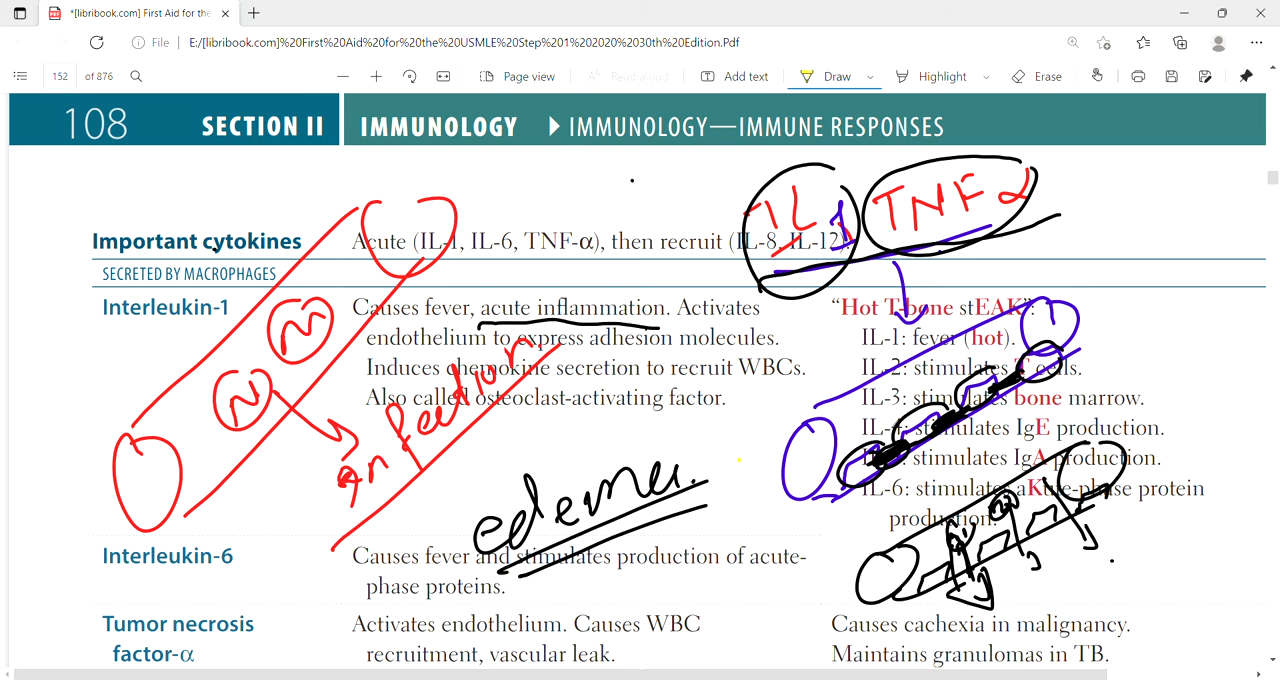 *[libribook.com] First Aid for the
File E:/[libribook.com]%20First%20Aid%20for%20the%20USMLE%20Step%201%202020%2030th%20Edition.Pdf
152 of 876 Page view Read aloud Add text Draw Highlight Erase
108 SECTION II IMMUNOLOGY IMMUNOLOGY—IMMUNE RESPONSES
IL 1 TNFα
Important cytokines Acute (IL-1, IL-6, TNF-α), then recruit (IL-8, IL-12).
SECRETED BY MACROPHAGES
Interleukin-1 Causes fever, acute inflammation. Activates
endothelium to express adhesion molecules.
Induces chemokine secretion to recruit WBCs.
Also called osteoclast-activating factor.
“Hot T-bone stEAK”:
IL-1: fever (hot).
IL-2: stimulates T cells.
IL-3: stimulates bone marrow.
IL-4: stimulates IgE production.
stimulates IgA production.
IL-6: stimulates aKute-phase protein
production.
N
N
edema
Interleukin-6 Causes fever and stimulates production of acute-
phase proteins.
Tumor necrosis
factor-α
Activates endothelium. Causes WBC
recruitment, vascular leak.
Causes cachexia in malignancy.
Maintains granulomas in TB.